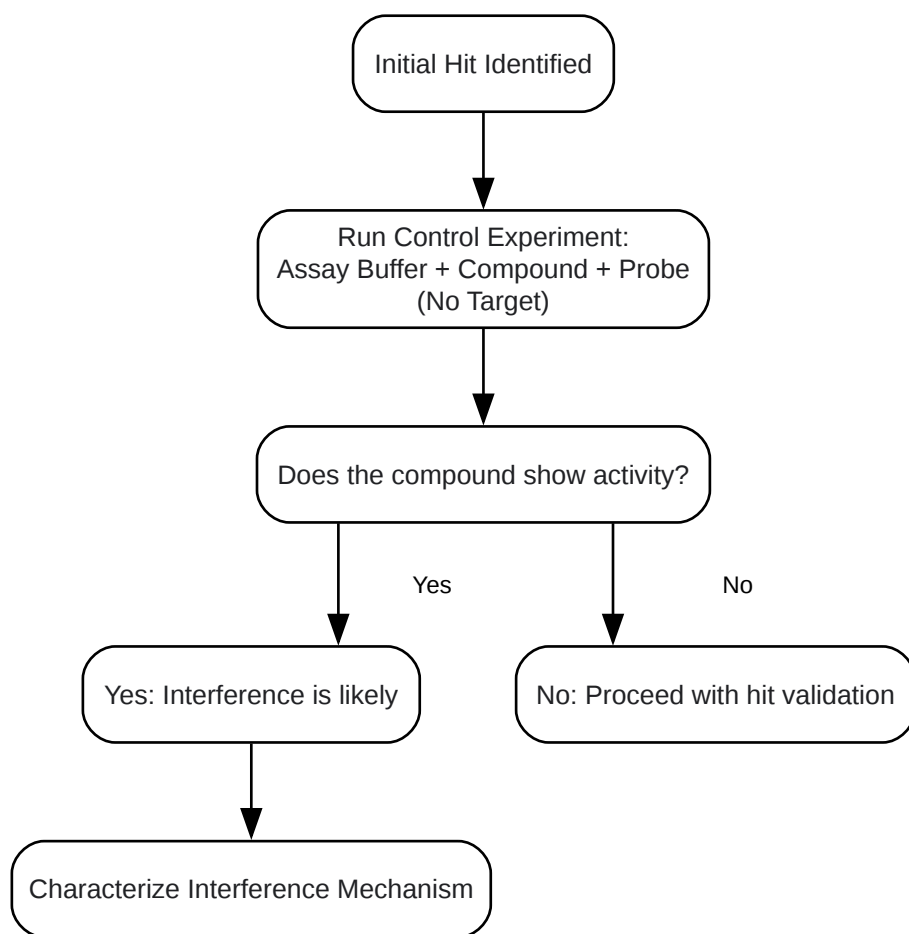 Initial Hit Identified
Run Control Experiment:
Assay Buffer + Compound + Probe
(No Target)
Does the compound show activity?
Yes
No
Yes: Interference is likely
No: Proceed with hit validation
Characterize Interference Mechanism